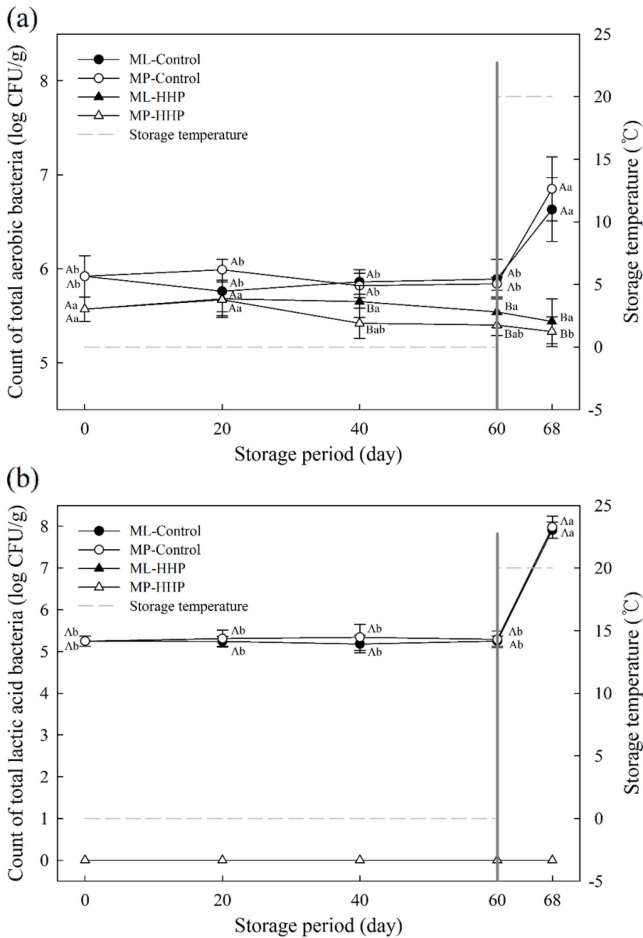 (a)
ML-Control
MP-Control
ML-HHP
MP-HHP
Storage temperature
Count of total aerobic bacteria (log CFU/g)
8
7
6
5
Ab
Ab
Aa
Aa
Ab
Ab
Aa
Aa
Ab
Ab
Ba
Bab
Ab
Ab
Ba
Bab
Aa
Aa
Ba
Bb
25
20
15
10
5
0
-5
Storage temperature (℃)
0 20 40 60 68
Storage period (day)
(b)
ML-Control
MP-Control
ML-HHP
MP-HHP
Storage temperature
Count of total lactic acid bacteria (log CFU/g)
8
7
6
5
4
3
2
1
0
Ab
Ab
Ab
Ab
Ab
Ab
Ab
Ab
Aa
Aa
25
20
15
10
5
0
-5
Storage temperature (℃)
0 20 40 60 68
Storage period (day)